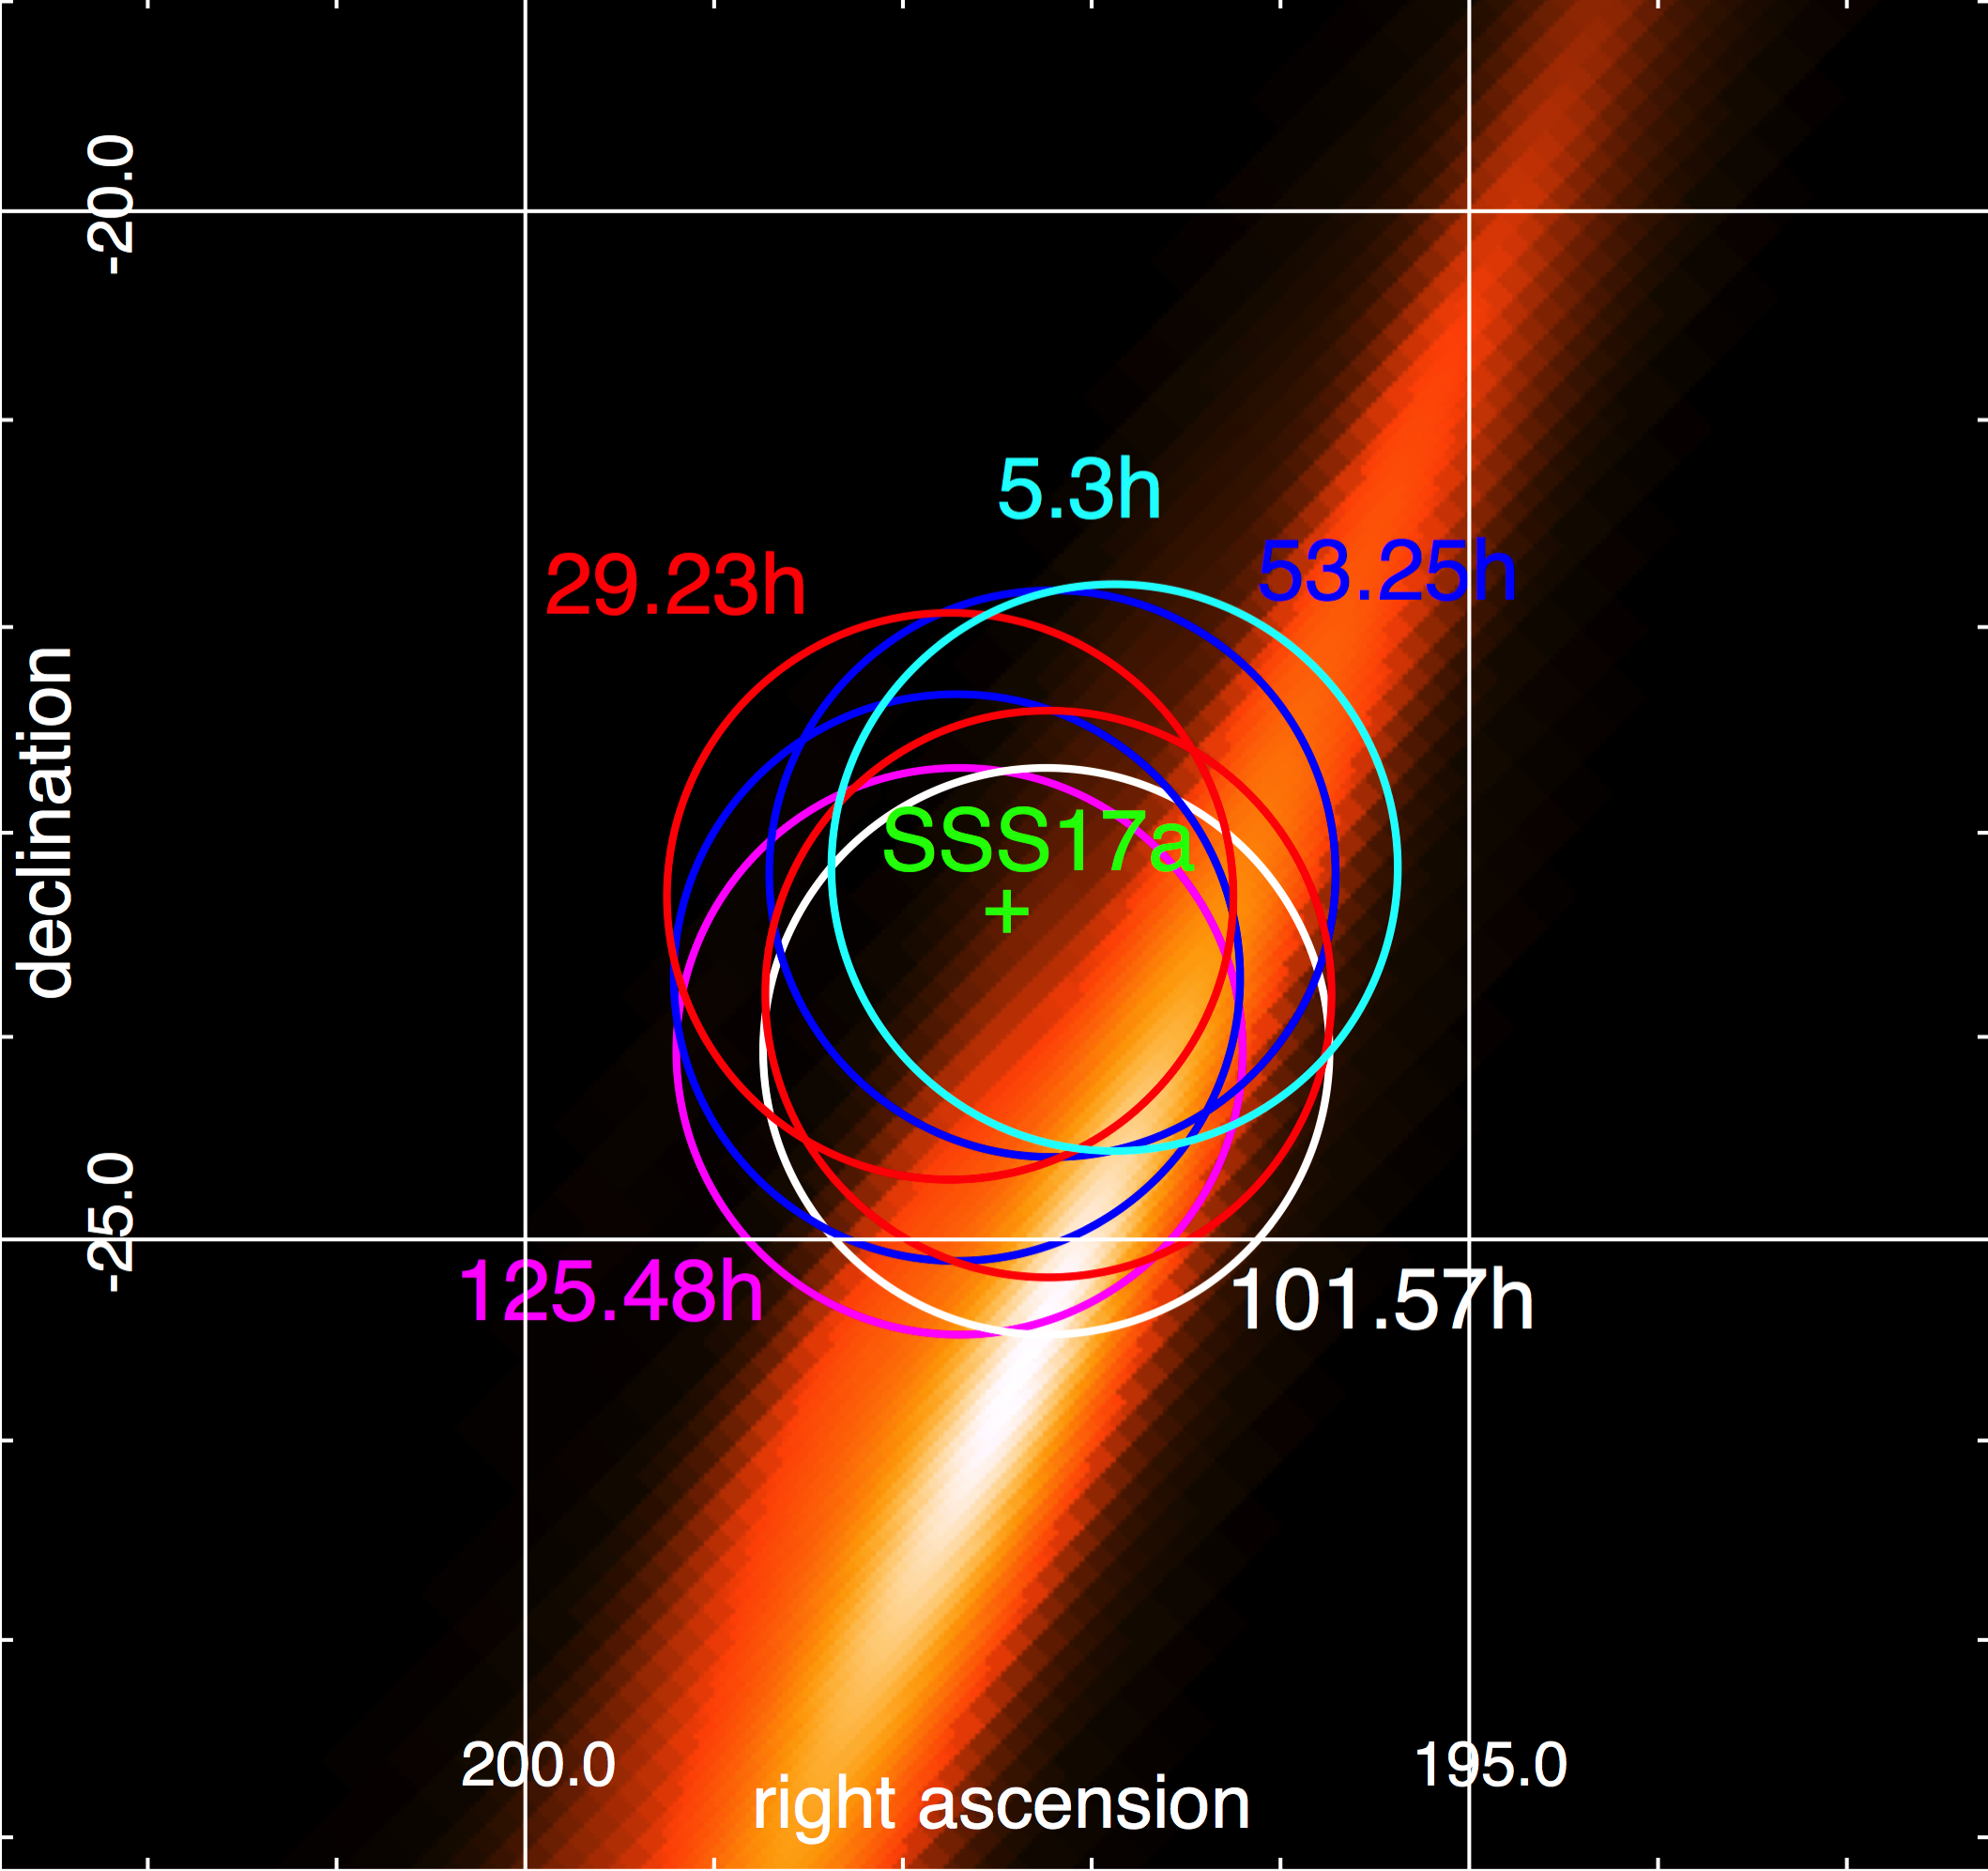 -20.0
5.3h
53.25h
29.23h
declination
SSS17a
+
-25.0
125.48h
101.57h
200.0
195.0
right ascension